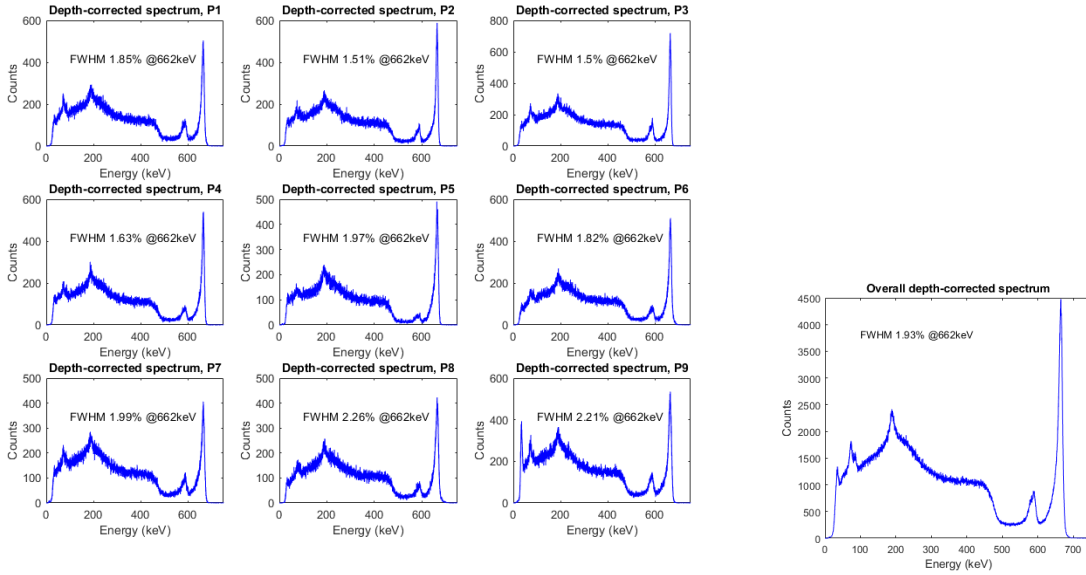 Depth-corrected spectrum, P1
600
400
200
0
Counts
FWHM 1.85% @662keV
0 200 400 600
Energy (keV)
Depth-corrected spectrum, P2
600
400
200
0
Counts
FWHM 1.51% @662keV
0 200 400 600
Energy (keV)
Depth-corrected spectrum, P3
800
600
400
200
0
Counts
FWHM 1.5% @662keV
0 200 400 600
Energy (keV)
Depth-corrected spectrum, P4
600
400
200
0
Counts
FWHM 1.63% @662keV
0 200 400 600
Energy (keV)
Depth-corrected spectrum, P5
500
400
300
200
100
0
Counts
FWHM 1.97% @662keV
0 200 400 600
Energy (keV)
Depth-corrected spectrum, P6
600
400
200
0
Counts
FWHM 1.82% @662keV
0 200 400 600
Energy (keV)
Depth-corrected spectrum, P7
500
400
300
200
100
0
Counts
FWHM 1.99% @662keV
0 200 400 600
Energy (keV)
Depth-corrected spectrum, P8
500
400
300
200
100
0
Counts
FWHM 2.26% @662keV
0 200 400 600
Energy (keV)
Depth-corrected spectrum, P9
600
400
200
0
Counts
FWHM 2.21% @662keV
0 200 400 600
Energy (keV)
Overall depth-corrected spectrum
4500
4000
3500
3000
2500
2000
1500
1000
500
0
Counts
FWHM 1.93% @662keV
0 100 200 300 400 500 600 700
Energy (keV)